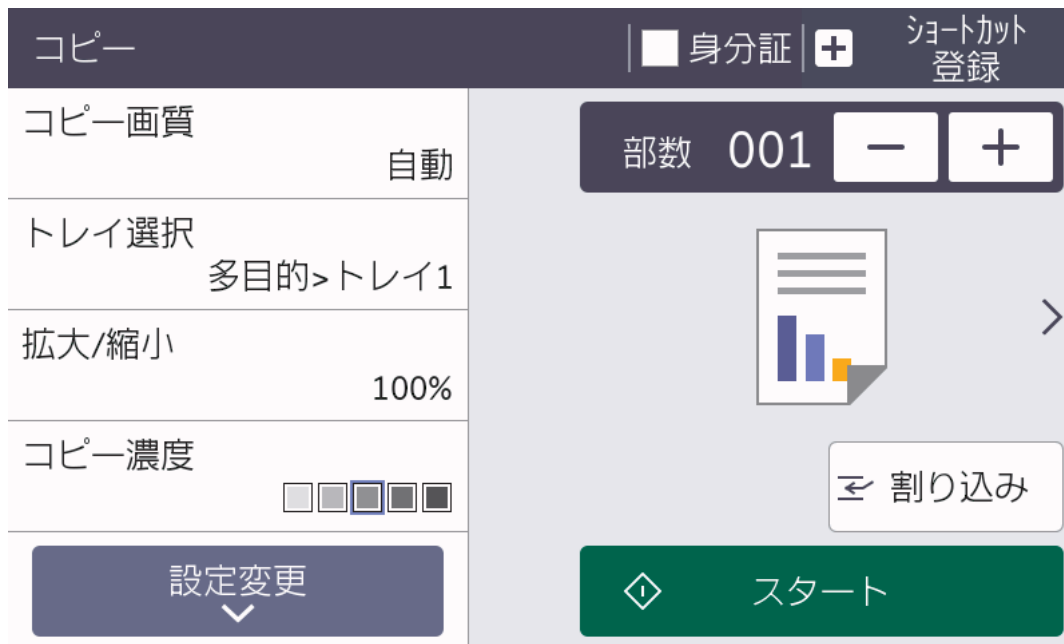 コピー
身分証
ショートカット
登録
コピー画質
自動
トレイ選択
多目的>トレイ1
拡大/縮小
100%
コピー濃度
設定変更
部数 001
割り込み
スタート